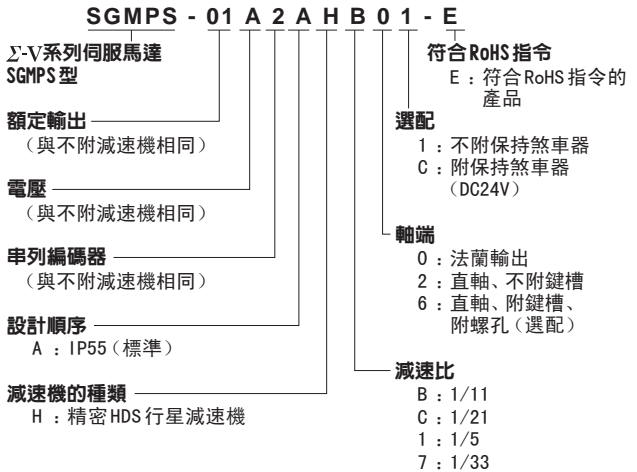 SGMPS - 01 A 2 A H B 0 1 - E
Σ-V系列伺服馬達
SGMPS型
額定輸出
（與不附減速機相同）
電壓
（與不附減速機相同）
串列編碼器
（與不附減速機相同）
設計順序
A：IP55（標準）
減速機的種類
H：精密HDS行星減速機
符合RoHS指令
E：符合RoHS指令的
產品
選配
1：不附保持煞車器
C：附保持煞車器
（DC24V）
軸端
0：法蘭輸出
2：直軸、不附鍵槽
6：直軸、附鍵槽、
附螺孔（選配）
減速比
B：1/11
C：1/21
1：1/5
7：1/33